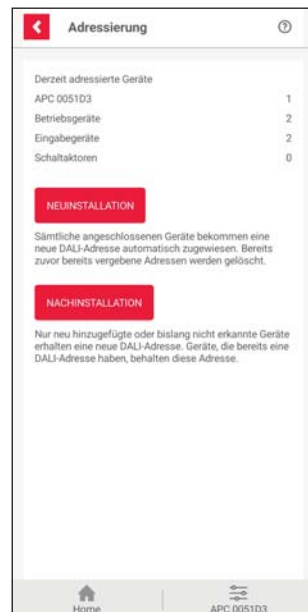 Adressierung
Derzeit adressierte Geräte
APC 0051D3 1
Betriebsgeräte 2
Eingabegeräte 2
Schaltaktoren 0
NEUINSTALLATION
Sämtliche angeschlossenen Geräte bekommen eine
neue DALI-Adresse automatisch zugewiesen. Bereits
zuvor bereits vergebene Adressen werden gelöscht.
NACHINSTALLATION
Nur neu hinzugefügte oder bislang nicht erkannte Geräte
erhalten eine neue DALI-Adresse. Geräte, die bereits eine
DALI-Adresse haben, behalten diese Adresse.
Home APC 0051D3